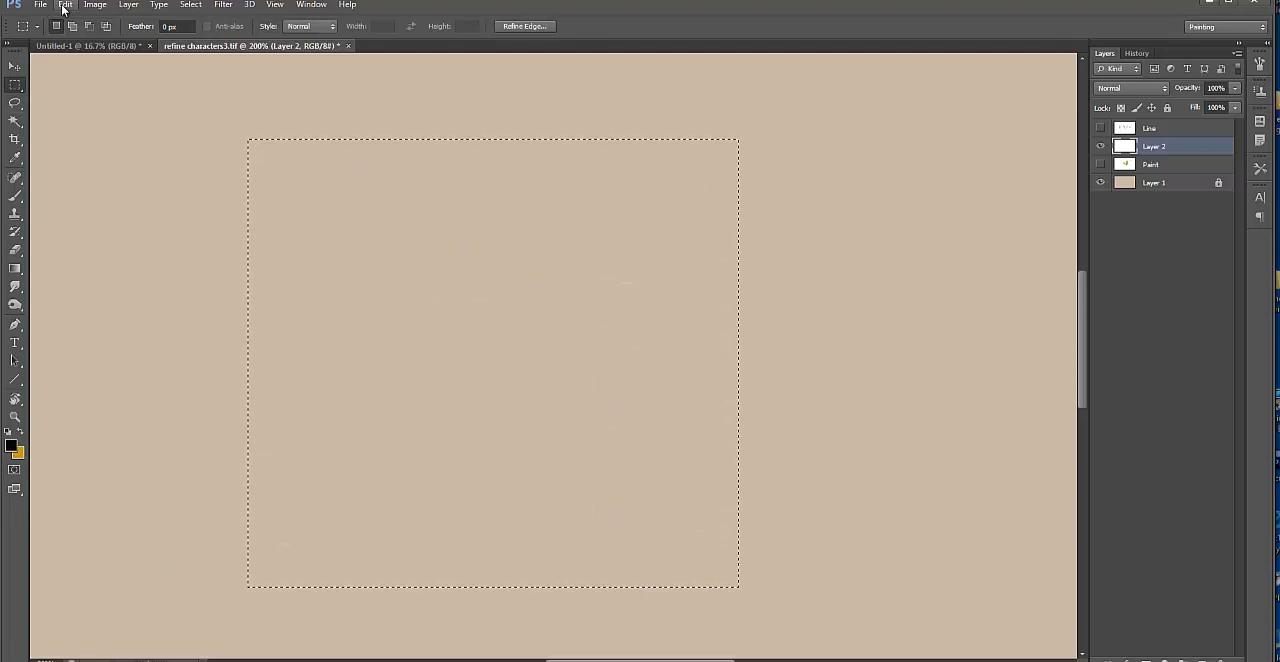 Ps File Edit Image Layer Type Select Filter 3D View Window Help
Feather: 0 px Anti-alias Style: Normal Width: Height: Refine Edge... Painting
Untitled-1 @ 16.7% (RGB/8) * × refine characters3.tif @ 200% (Layer 2, RGB/8#) * ×
Layers History
Kind
Normal Opacity: 100%
Lock: Fill: 100%
Line
Layer 2
Paint
Layer 1